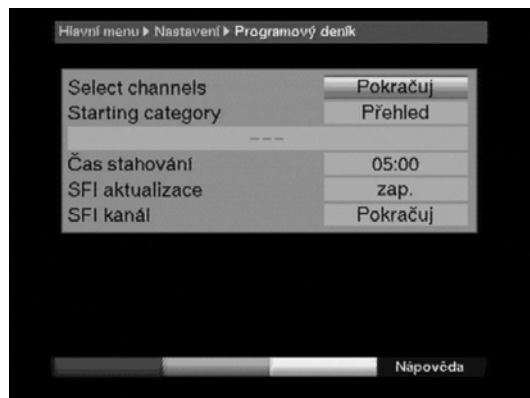 Hlavní menu ▶ Nastavení ▶ Programový deník
Select channels Pokračuj
Starting category Přehled
---
Čas stahování 05:00
SFI aktualizace zap.
SFI kanál Pokračuj
Nápověda